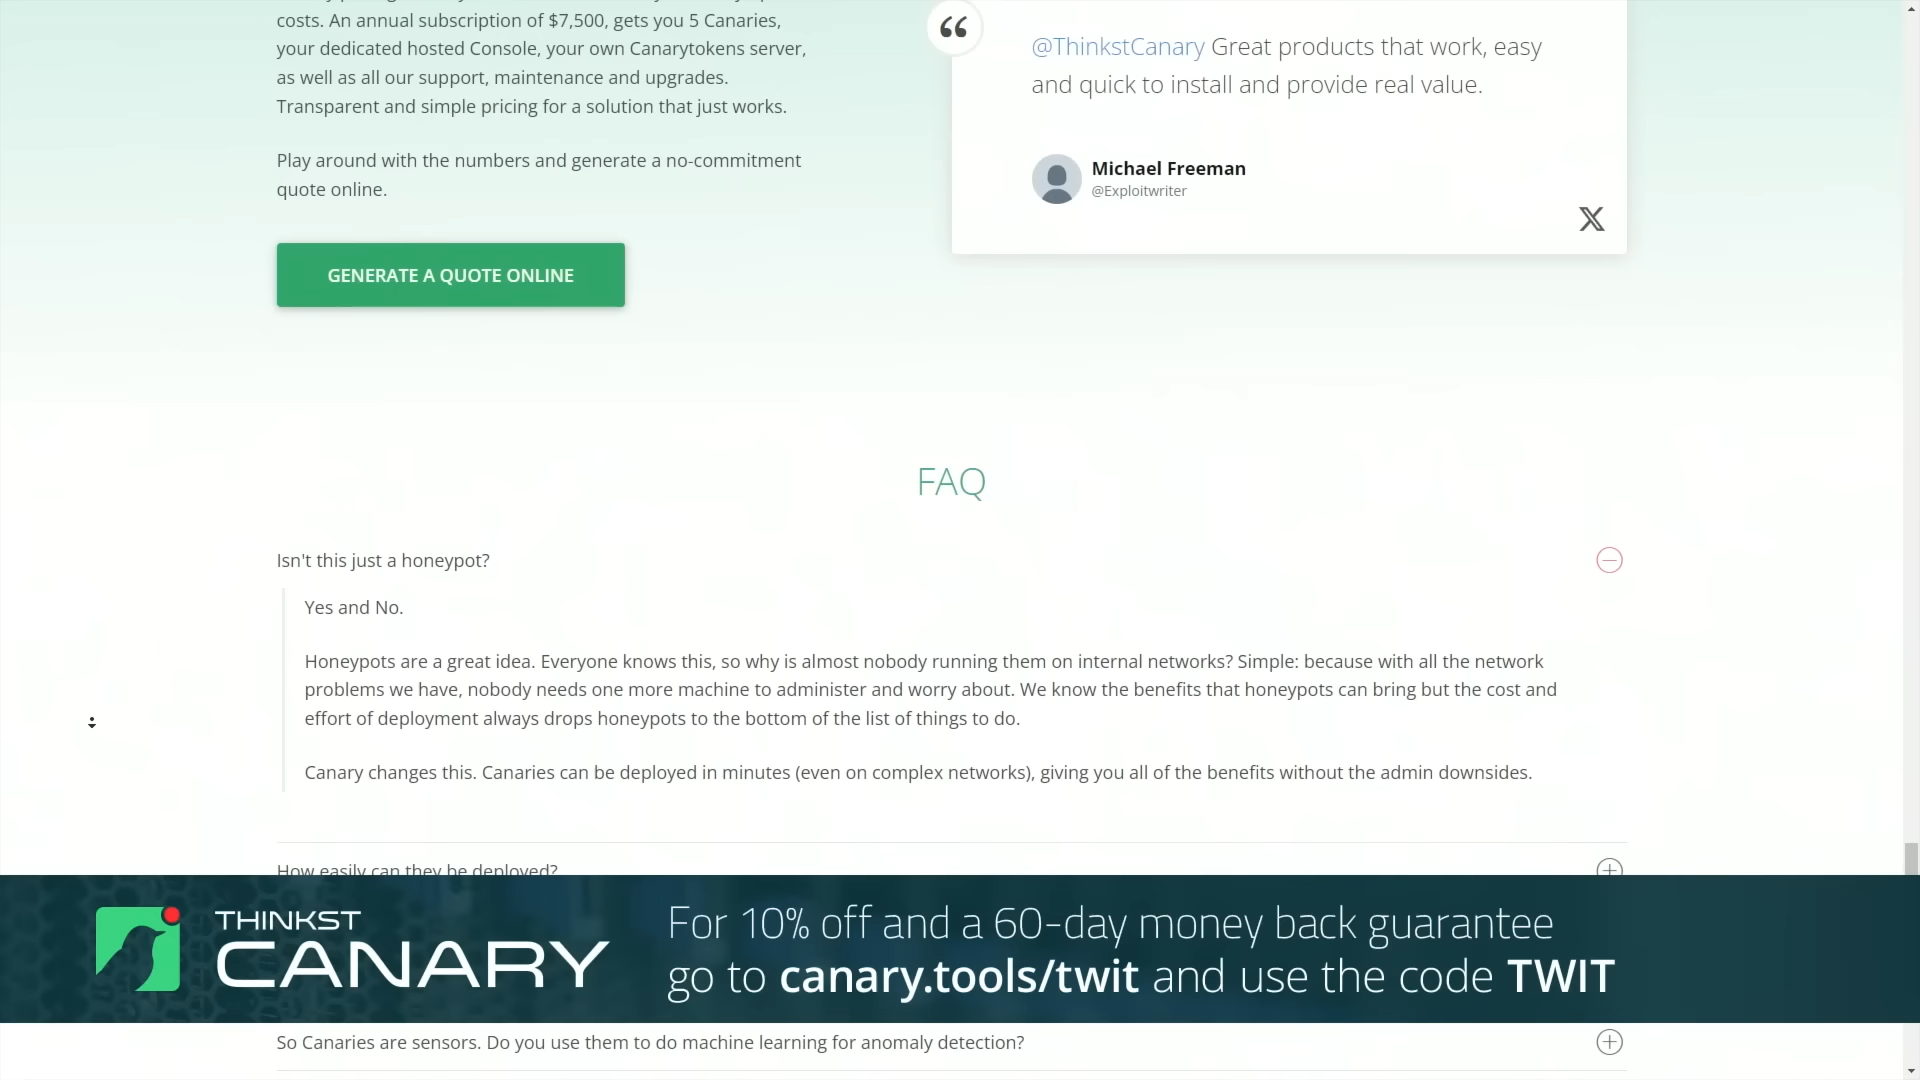 costs. An annual subscription of $7,500, gets you 5 Canaries,
your dedicated hosted Console, your own Canarytokens server,
as well as all our support, maintenance and upgrades.
Transparent and simple pricing for a solution that just works.
Play around with the numbers and generate a no-commitment
quote online.
GENERATE A QUOTE ONLINE
@ThinkstCanary Great products that work, easy
and quick to install and provide real value.
Michael Freeman
@Exploitwriter
FAQ
Isn't this just a honeypot?
Yes and No.
Honeypots are a great idea. Everyone knows this, so why is almost nobody running them on internal networks? Simple: because with all the network
problems we have, nobody needs one more machine to administer and worry about. We know the benefits that honeypots can bring but the cost and
effort of deployment always drops honeypots to the bottom of the list of things to do.
Canary changes this. Canaries can be deployed in minutes (even on complex networks), giving you all of the benefits without the admin downsides.
How easily can they be deployed?
THINKST
CANARY
For 10% off and a 60-day money back guarantee
go to canary.tools/twit and use the code TWIT
So Canaries are sensors. Do you use them to do machine learning for anomaly detection?